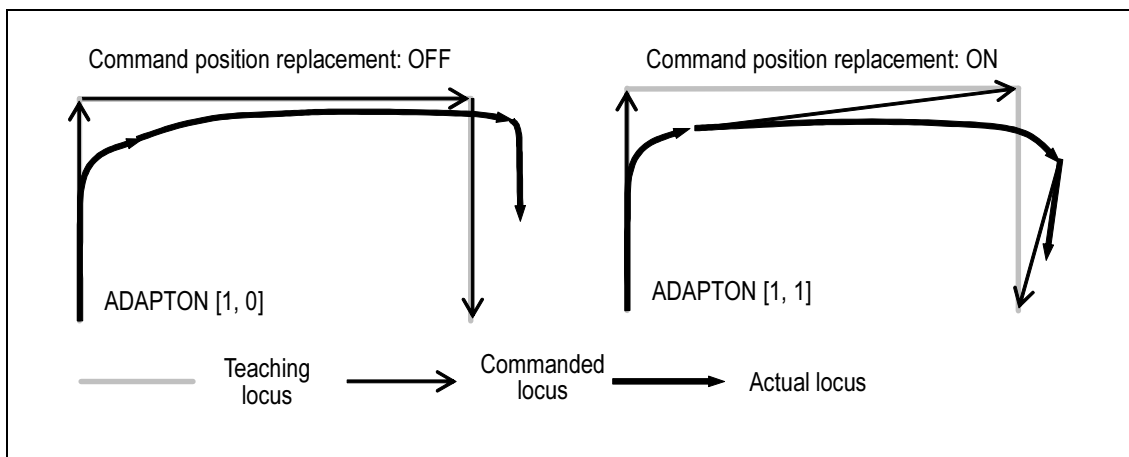 Command position replacement: OFF
Command position replacement: ON
ADAPTON [1, 0]
ADAPTON [1, 1]
Teaching
locus
Commanded
locus
Actual locus